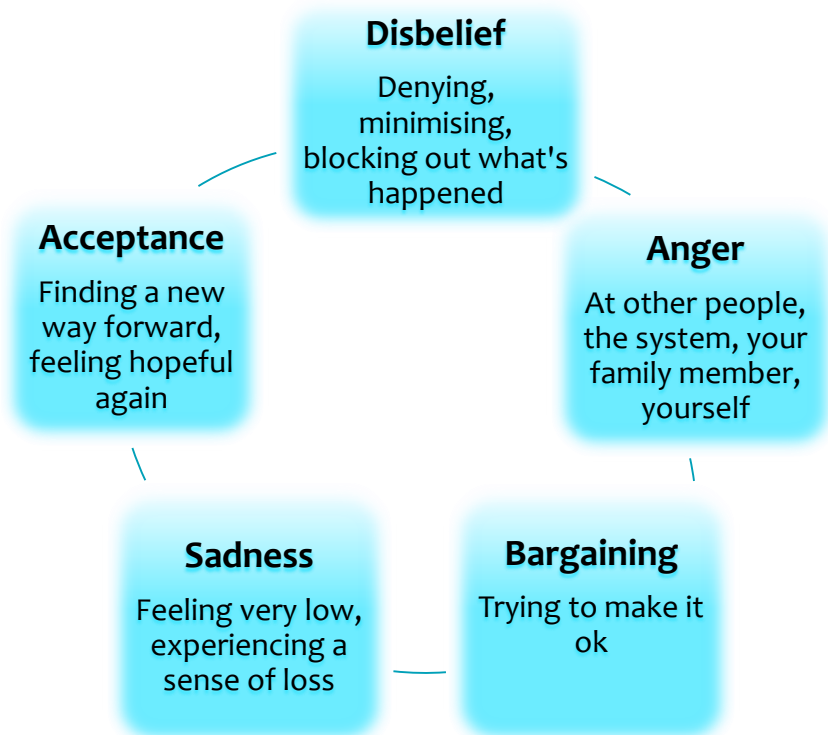 Disbelief
Denying,
minimising,
blocking out what's
happened
Anger
At other people,
the system, your
family member,
yourself
Bargaining
Trying to make it
ok
Sadness
Feeling very low,
experiencing a
sense of loss
Acceptance
Finding a new
way forward,
feeling hopeful
again